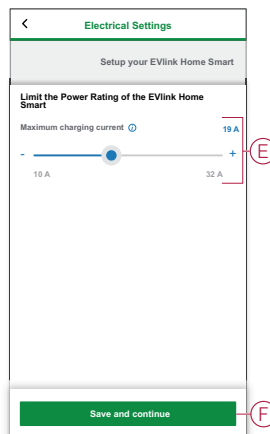 Electrical Settings
Setup your EVlink Home Smart
Limit the Power Rating of the EVlink Home
Smart
Maximum charging current i
19 A
- +
10 A 32 A
E
Save and continue
F